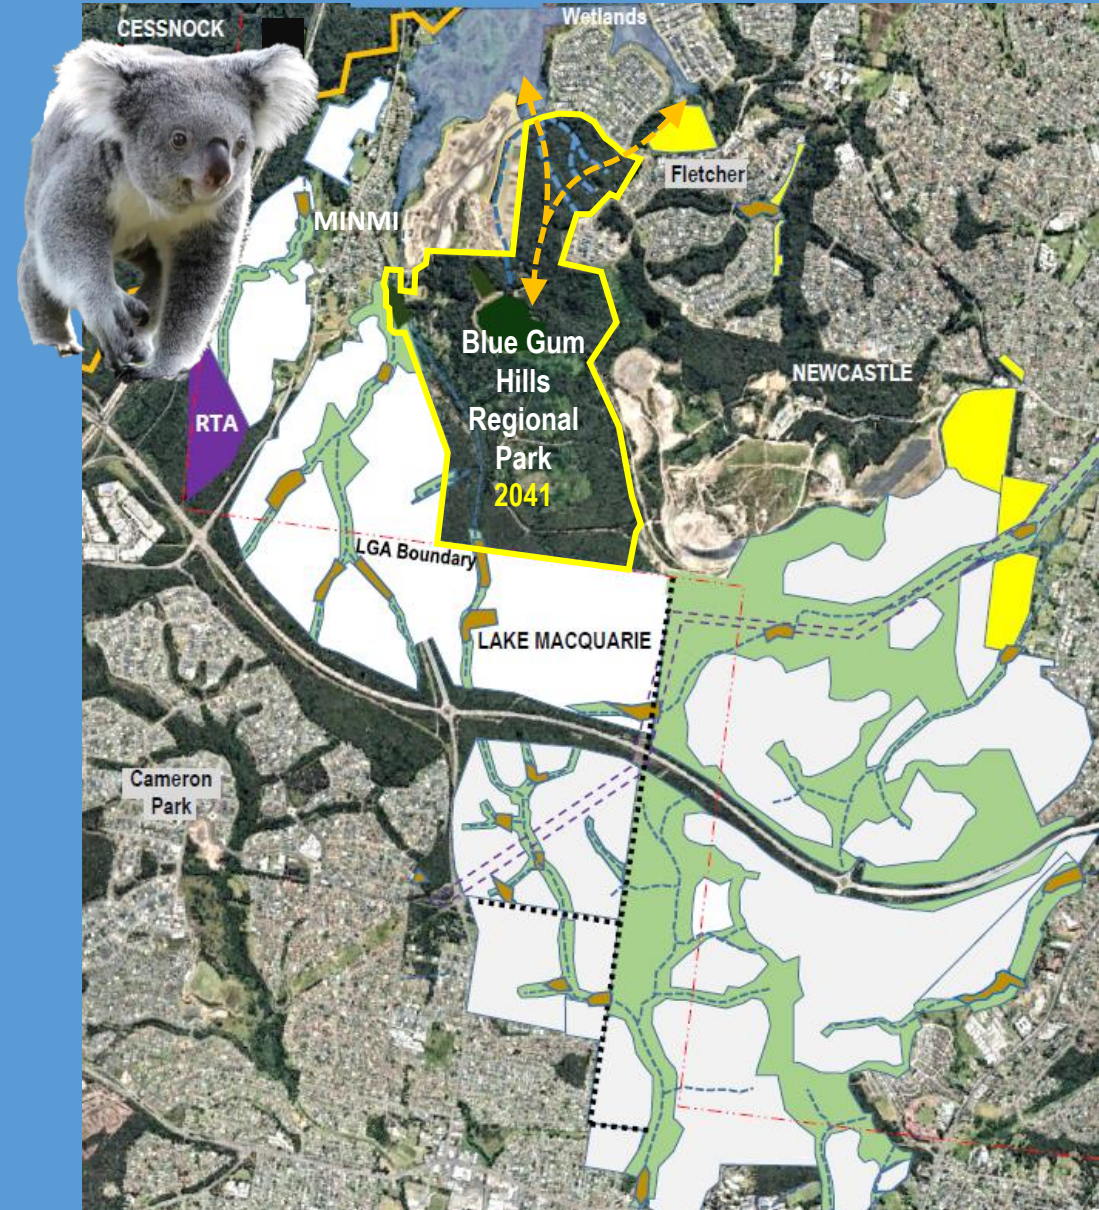 Wetlands
CESSNOCK
Fletcher
MINMI
Blue Gum
Hills
Regional
Park
2041
NEWCASTLE
RTA
LGA Boundary
LAKE MACQUARIE
Cameron
Park